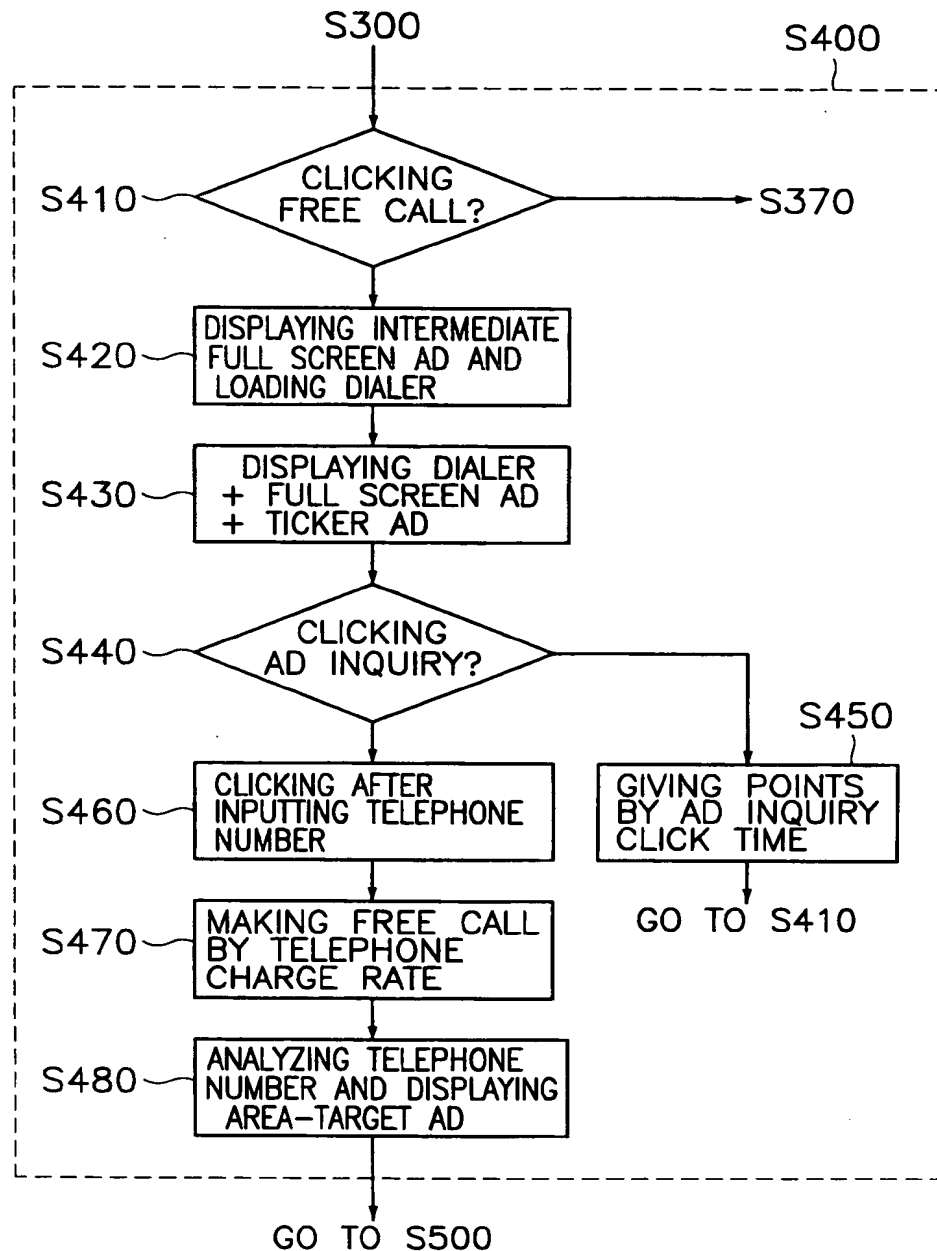 S300
S400
S410
CLICKING
FREE CALL?
S370
S420
DISPLAYING INTERMEDIATE
FULL SCREEN AD AND
LOADING DIALER
S430
DISPLAYING DIALER
+ FULL SCREEN AD
+ TICKER AD
S440
CLICKING
AD INQUIRY?
S450
GIVING POINTS
BY AD INQUIRY
CLICK TIME
GO TO S410
S460
CLICKING AFTER
INPUTTING TELEPHONE
NUMBER
S470
MAKING FREE CALL
BY TELEPHONE
CHARGE RATE
S480
ANALYZING TELEPHONE
NUMBER AND DISPLAYING
AREA-TARGET AD
GO TO S500